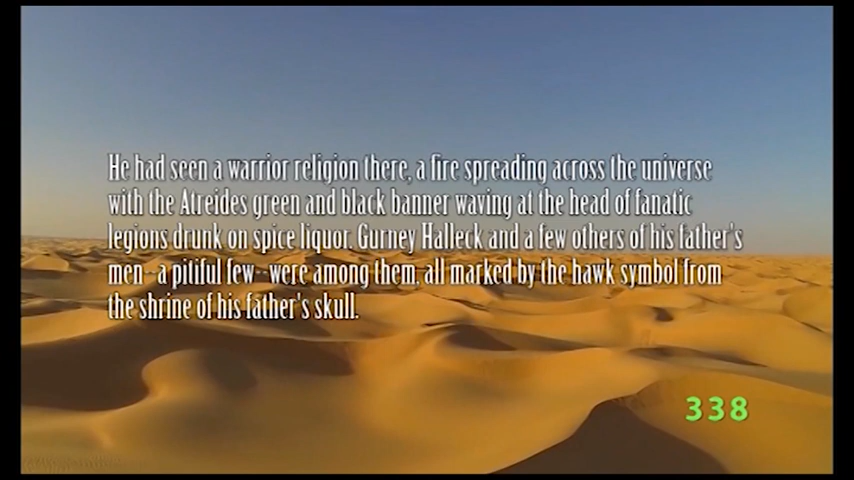 He had seen a warrior religion there, a fire spreading across the universe
with the Atreides green and black banner waving at the head of fanatic
legions drunk on spice liquor. Gurney Halleck and a few others of his father's
men--a pitiful few--were among them, all marked by the hawk symbol from
the shrine of his father's skull.
338